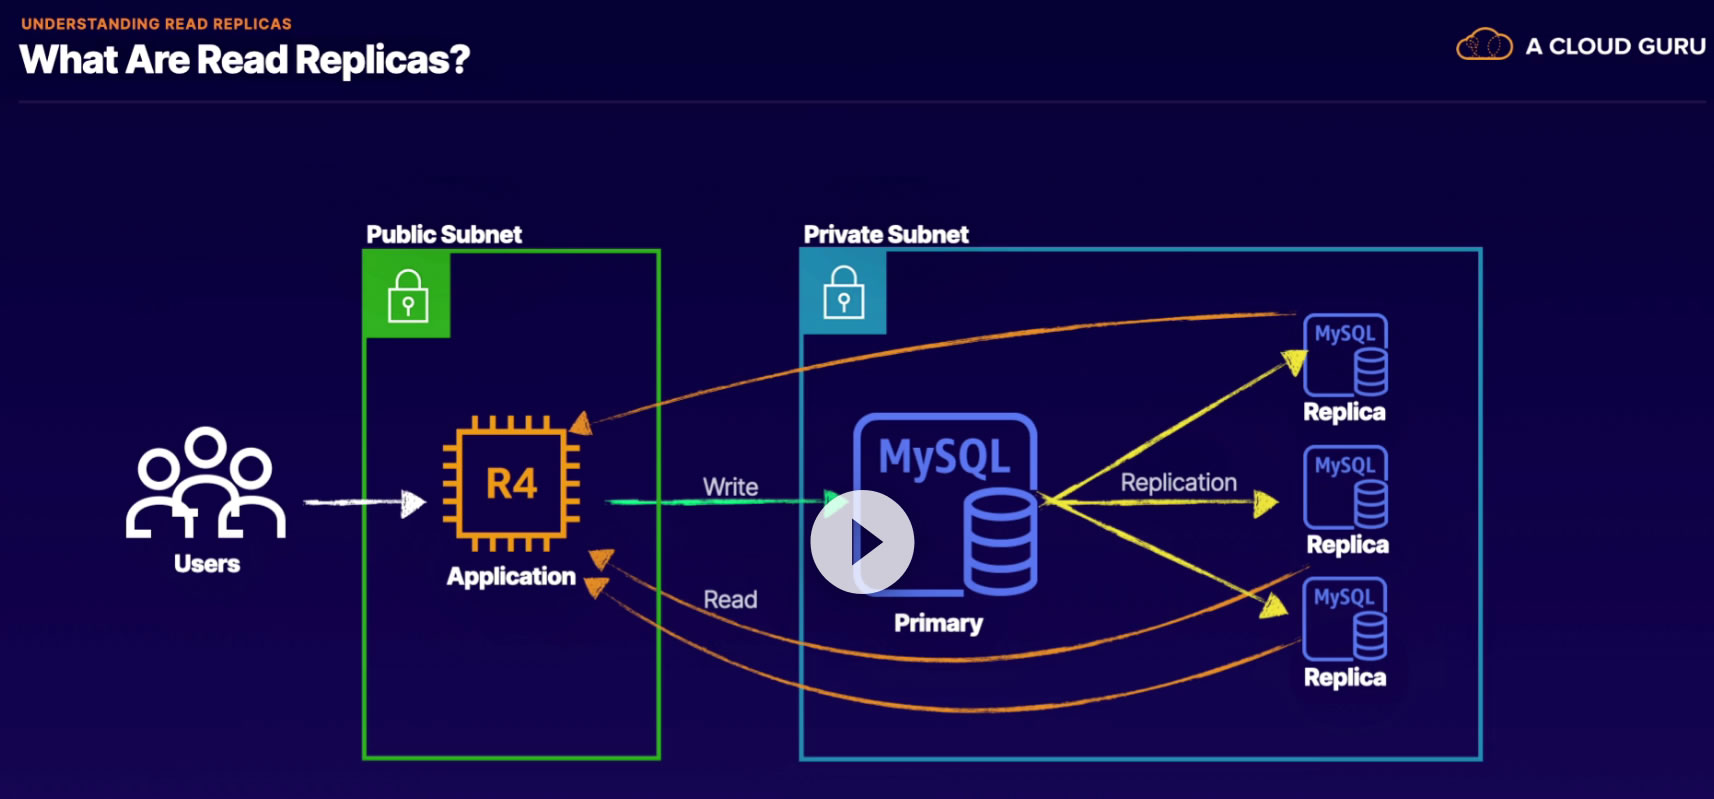 UNDERSTANDING READ REPLICAS
What Are Read Replicas?
A CLOUD GURU
Public Subnet
Private Subnet
MySQL
Replica
R4
Application
Users
Write
MySQL
Primary
Replication
MySQL
Replica
Read
MySQL
Replica